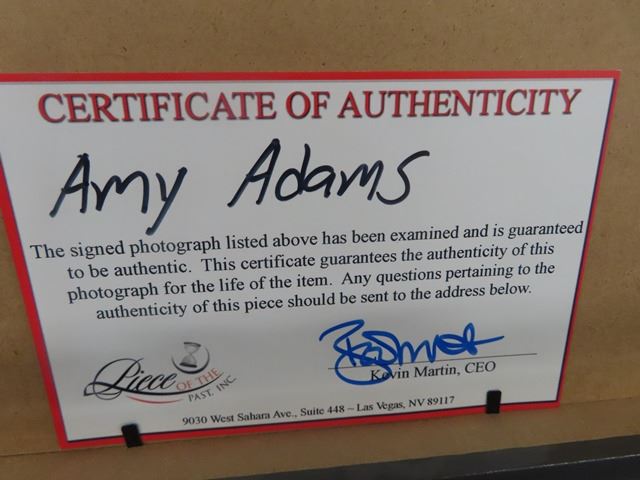 CERTIFICATE OF AUTHENTICITY
Amy Adams
The signed photograph listed above has been examined and is guaranteed
to be authentic. This certificate guarantees the authenticity of this
photograph for the life of the item. Any questions pertaining to the
authenticity of this piece should be sent to the address below.
Kevin Martin, CEO
Piece OF THE
PAST, INC.
9030 West Sahara Ave., Suite 448 ~ Las Vegas, NV 89117